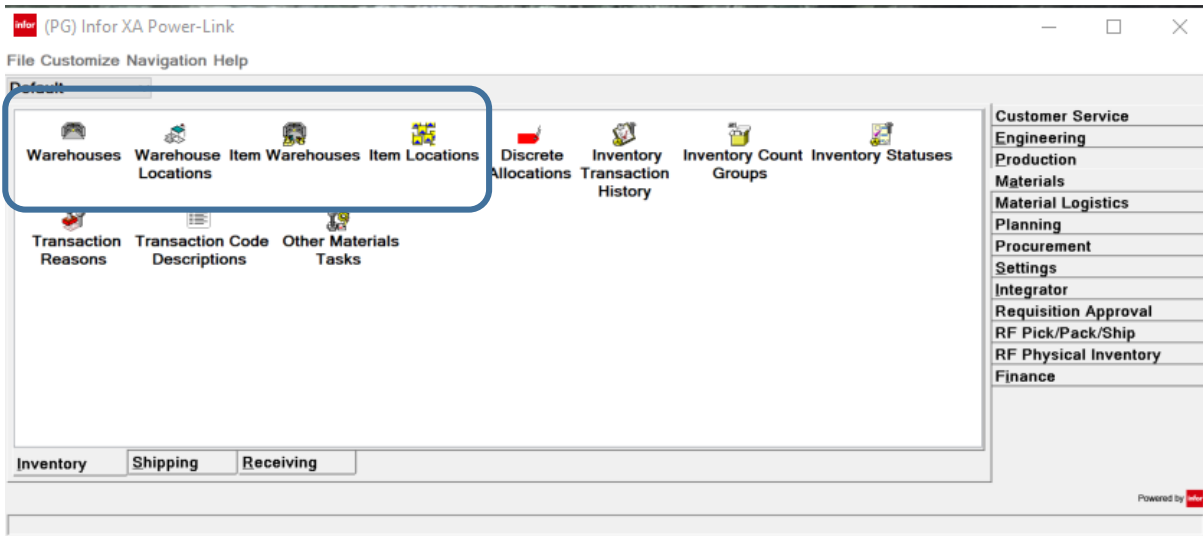 infor (PG) Infor XA Power-Link
File Customize Navigation Help
Default
Warehouses Warehouse Item Warehouses Item Locations Discrete Inventory Inventory Count Inventory Statuses
Locations Allocations Transaction Groups
History
Transaction Transaction Code Other Materials
Reasons Descriptions Tasks
Customer Service
Engineering
Production
Materials
Material Logistics
Planning
Procurement
Settings
Integrator
Requisition Approval
RF Pick/Pack/Ship
RF Physical Inventory
Finance
Inventory Shipping Receiving
Powered by infor